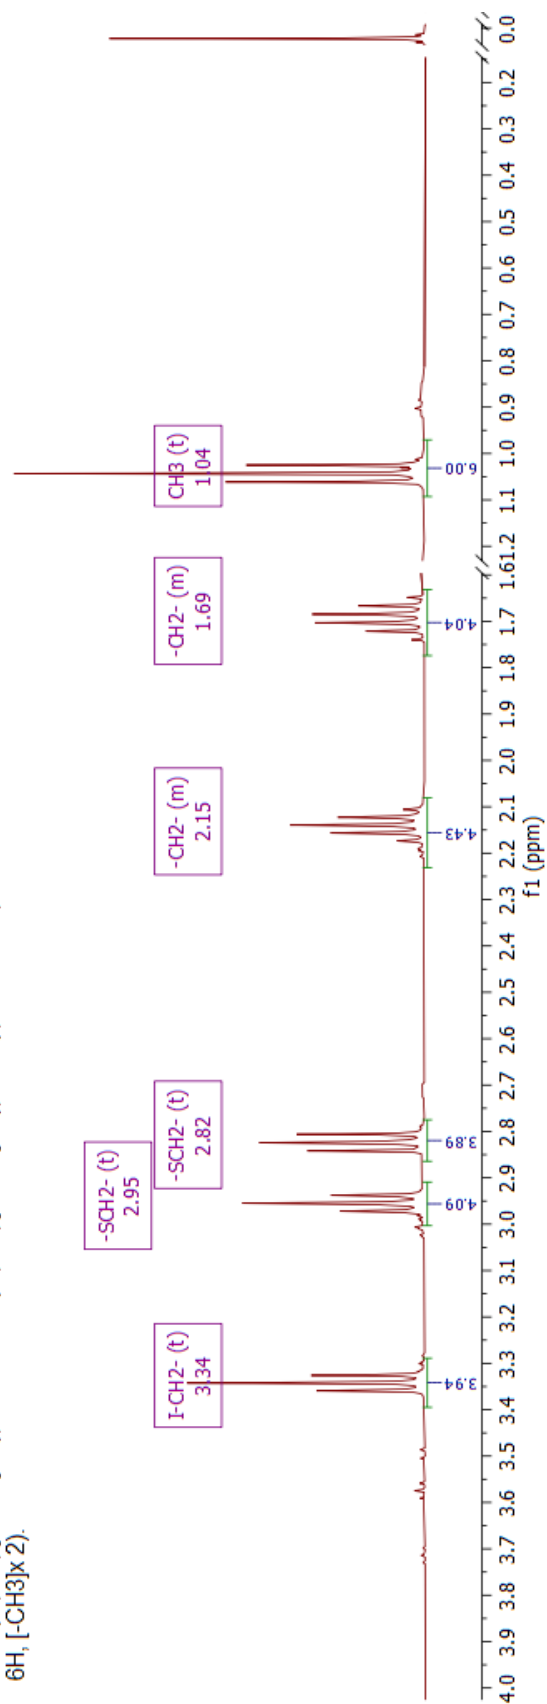 6H, [-CH3]x 2).
-SCH2- (t)
2.95
I-CH2- (t)
3.34
-SCH2- (t)
2.82
-CH2- (m)
2.15
-CH2- (m)
1.69
CH3 (t)
1.04
3.94 4.09 3.89 4.43 4.04 6.00
4.0 3.9 3.8 3.7 3.6 3.5 3.4 3.3 3.2 3.1 3.0 2.9 2.8 2.7 2.6 2.5 2.4 2.3 2.2 2.1 2.0 1.9 1.8 1.7 1.6 1.2 1.1 1.0 0.9 0.8 0.7 0.6 0.5 0.4 0.3 0.2 0.0
f1 (ppm)